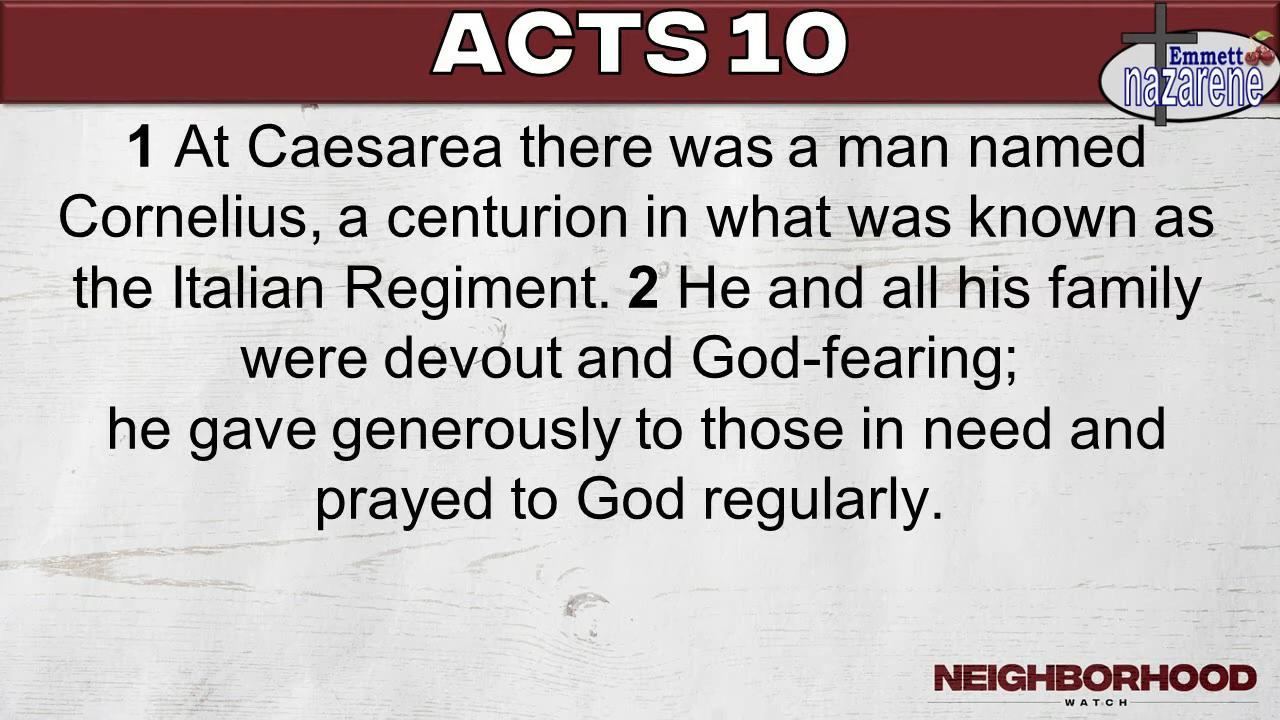 ACTS 10
Emmett
nazarene
1 At Caesarea there was a man named
Cornelius, a centurion in what was known as
the Italian Regiment. 2 He and all his family
were devout and God-fearing;
he gave generously to those in need and
prayed to God regularly.
NEIGHBORHOOD
WATCH